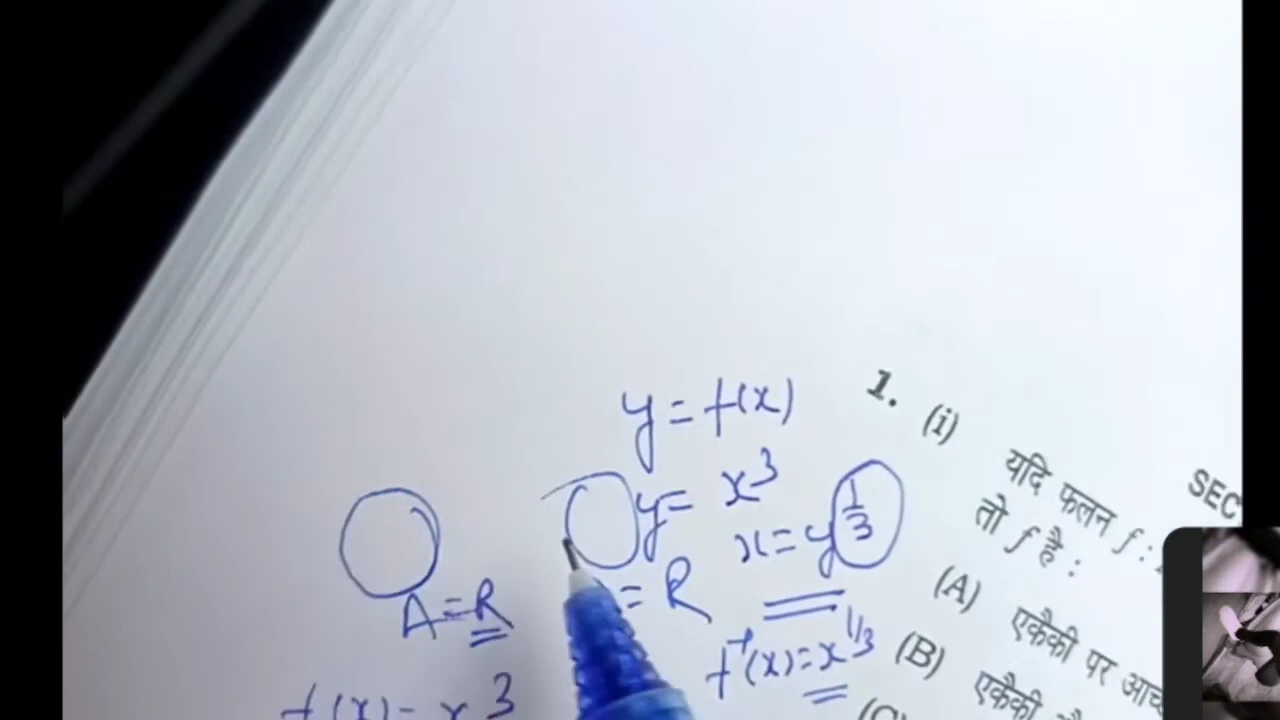 y = f(x)
y = x³
x = y^1/3
A = R
= R
f⁻¹(x) = x^1/3
f(x) = x³
SEC
1. (i) यदि फलन f :
तो f है :
(A) एकैकी पर
(B) एकैकी
(C)